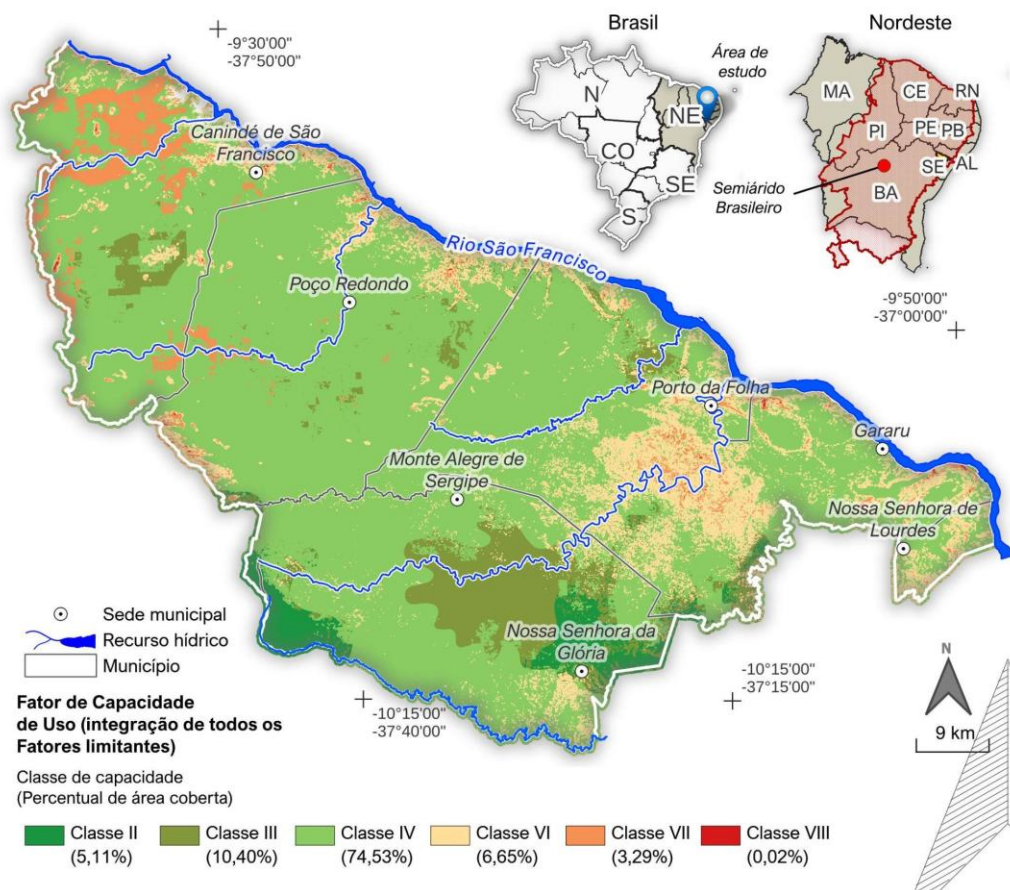 Brasil
Nordeste
-9°30'00"
-37°50'00"
Área de
estudo
N
NE
CO
SE
S
MA
CE
RN
PI
PE
PB
SE
AL
BA
Semiárido
Brasileiro
-9°50'00"
-37°00'00"
Canindé de São
Francisco
Rio São Francisco
Poço Redondo
Porto da Folha
Gararu
Monte Alegre de
Sergipe
Nossa Senhora de
Lourdes
Nossa Senhora da
Glória
-10°15'00"
-37°40'00"
-10°15'00"
-37°15'00"
N
9 km
Sede municipal
Recurso hídrico
Município
Fator de Capacidade
de Uso (integração de todos os
Fatores limitantes)
Classe de capacidade
(Percentual de área coberta)
Classe II
(5,11%)
Classe III
(10,40%)
Classe IV
(74,53%)
Classe VI
(6,65%)
Classe VII
(3,29%)
Classe VIII
(0,02%)